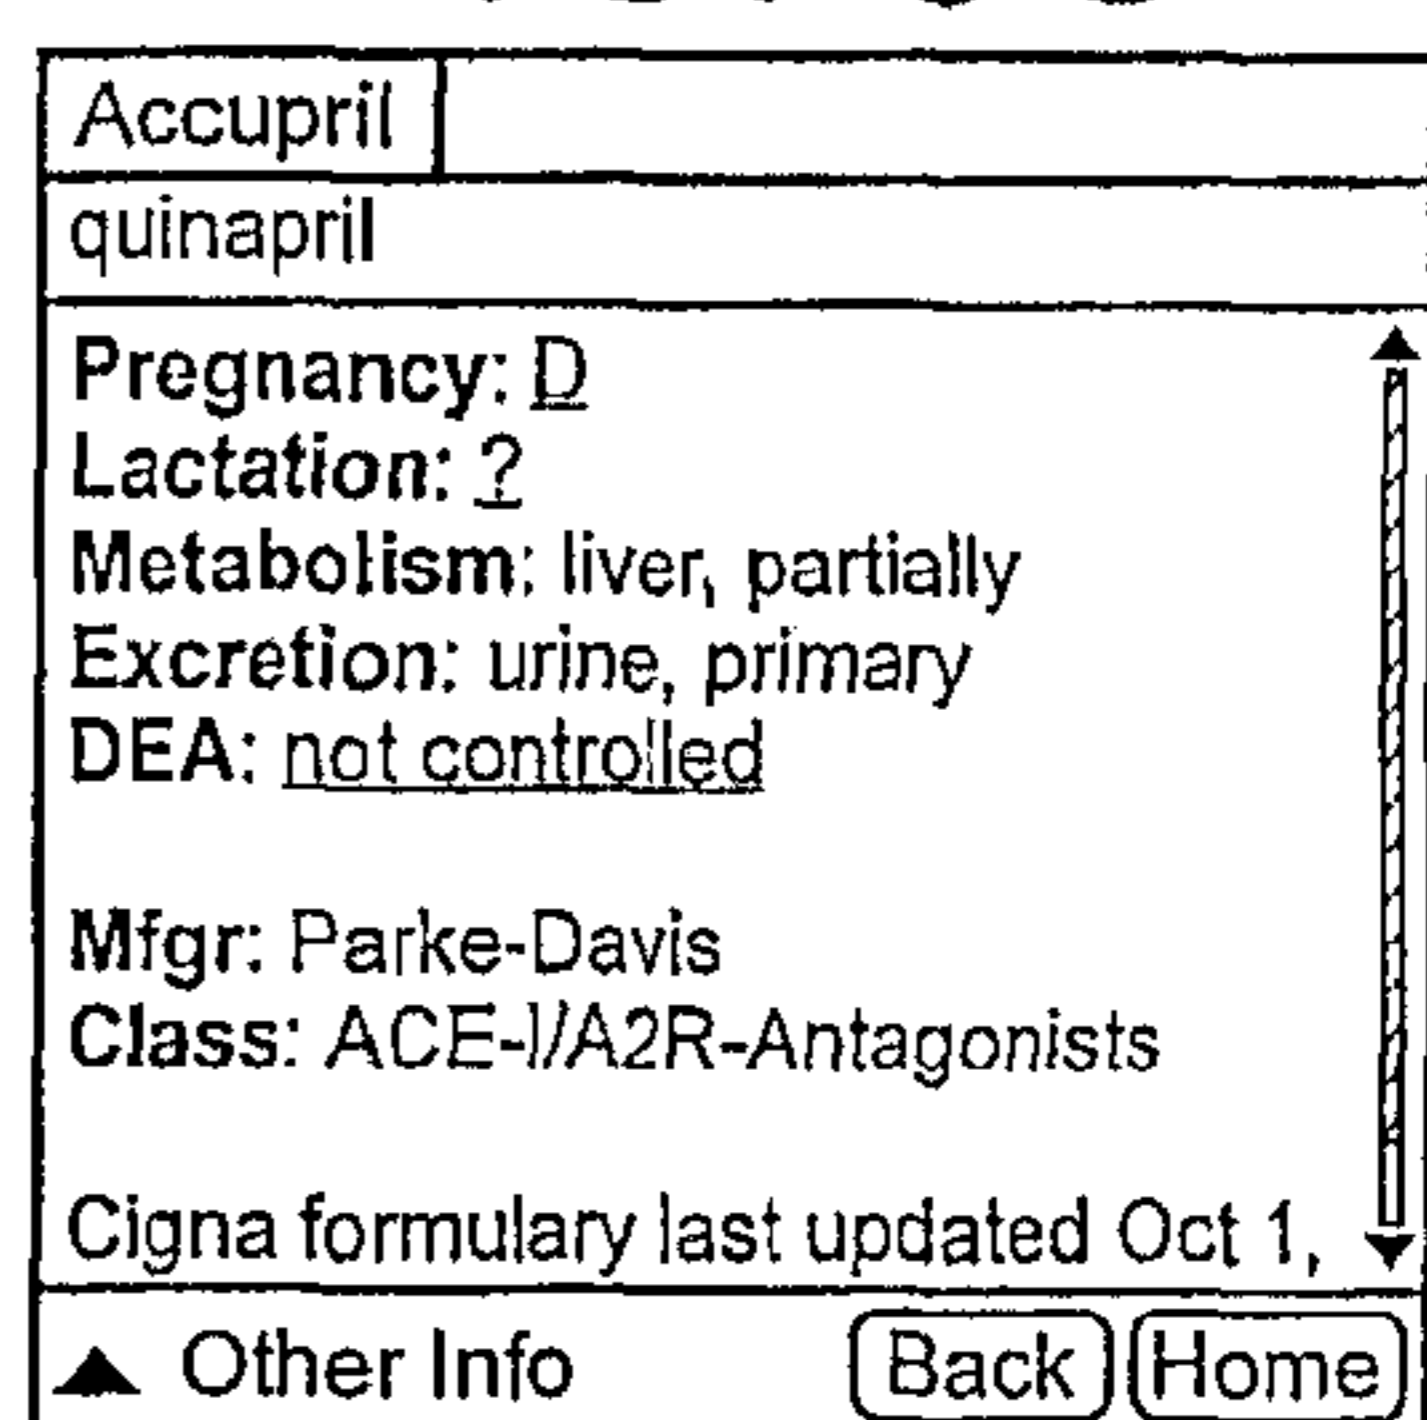 Accupril
quinapril
Pregnancy: D
Lactation: ?
Metabolism: liver, partially
Excretion: urine, primary
DEA: not controlled
Mfgr: Parke-Davis
Class: ACE-I/A2R-Antagonists
Cigna formulary last updated Oct 1,
Other Info Back Home